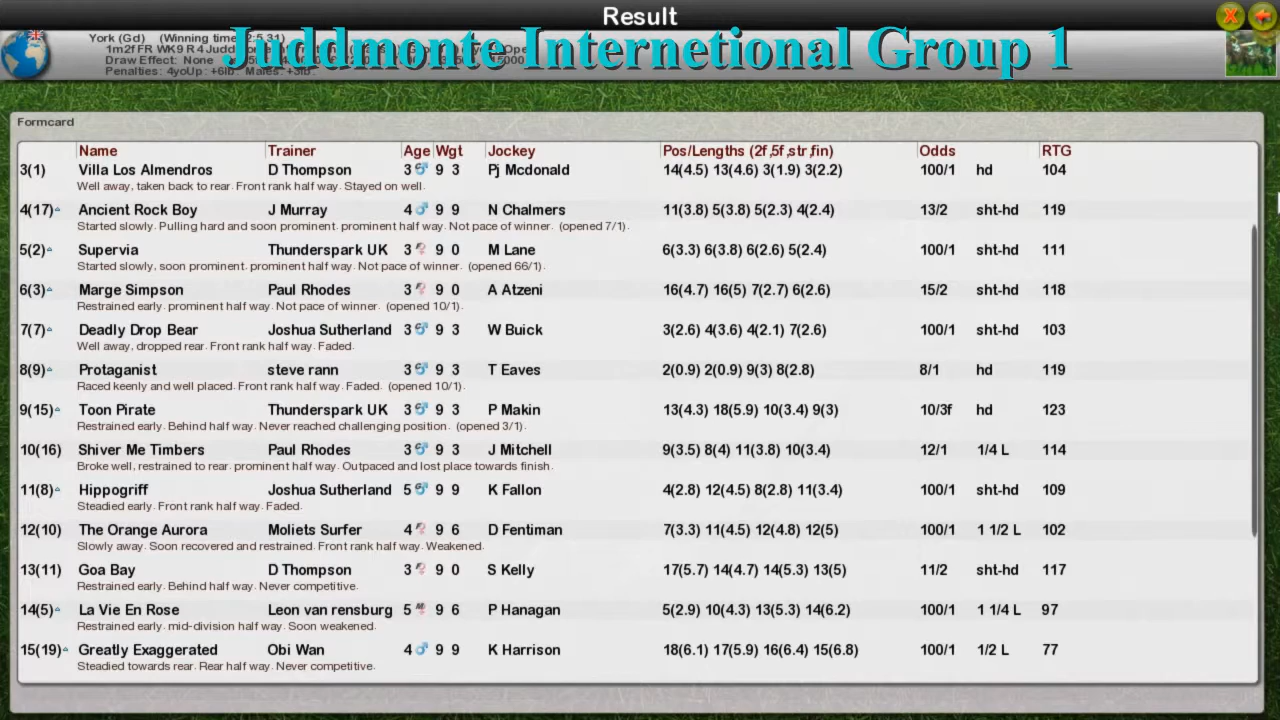 Result
York (Gd) (Winning time 2:5.31)
Juddmonte Internetional Group 1
1m2f FR WK9 R4
Draw Effect: None
Penalties: 4yoUp: +6lb. Males: +3lb.
Formcard
Name Trainer Age Wgt Jockey Pos/Lengths (2f,5f,str,fin) Odds RTG
3(1) Villa Los Almendros D Thompson 3 9 3 Pj Mcdonald 14(4.5) 13(4.6) 3(1.9) 3(2.2) 100/1 hd 104
Well away, taken back to rear. Front rank half way. Stayed on well.
4(17) Ancient Rock Boy J Murray 4 9 9 N Chalmers 11(3.8) 5(3.8) 5(2.3) 4(2.4) 13/2 sht-hd 119
Started slowly. Pulling hard and soon prominent. prominent half way. Not pace of winner. (opened 7/1).
5(2) Supervia Thunderspark UK 3 9 0 M Lane 6(3.3) 6(3.8) 6(2.6) 5(2.4) 100/1 sht-hd 111
Started slowly, soon prominent. prominent half way. Not pace of winner. (opened 66/1).
6(3) Marge Simpson Paul Rhodes 3 9 0 A Atzeni 16(4.7) 16(5) 7(2.7) 6(2.6) 15/2 sht-hd 118
Restrained early. prominent half way. Not pace of winner. (opened 10/1).
7(7) Deadly Drop Bear Joshua Sutherland 3 9 3 W Buick 3(2.6) 4(3.6) 4(2.1) 7(2.6) 100/1 sht-hd 103
Well away, dropped rear. Front rank half way. Faded.
8(9) Protaganist steve rann 3 9 3 T Eaves 2(0.9) 2(0.9) 9(3) 8(2.8) 8/1 hd 119
Raced keenly and well placed. Front rank half way. Faded. (opened 10/1).
9(15) Toon Pirate Thunderspark UK 3 9 3 P Makin 13(4.3) 18(5.9) 10(3.4) 9(3) 10/3f hd 123
Restrained early. Behind half way. Never reached challenging position. (opened 3/1).
10(16) Shiver Me Timbers Paul Rhodes 3 9 3 J Mitchell 9(3.5) 8(4) 11(3.8) 10(3.4) 12/1 1/4 L 114
Broke well, restrained to rear. prominent half way. Outpaced and lost place towards finish.
11(8) Hippogriff Joshua Sutherland 5 9 9 K Fallon 4(2.8) 12(4.5) 8(2.8) 11(3.4) 100/1 sht-hd 109
Steadied early. Front rank half way. Faded.
12(10) The Orange Aurora Moliets Surfer 4 9 6 D Fentiman 7(3.3) 11(4.5) 12(4.8) 12(5) 100/1 1 1/2 L 102
Slowly away. Soon recovered and restrained. Front rank half way. Weakened.
13(11) Goa Bay D Thompson 3 9 0 S Kelly 17(5.7) 14(4.7) 14(5.3) 13(5) 11/2 sht-hd 117
Restrained early. Behind half way. Never competitive.
14(5) La Vie En Rose Leon van rensburg 5 9 6 P Hanagan 5(2.9) 10(4.3) 13(5.3) 14(6.2) 100/1 1 1/4 L 97
Restrained early. mid-division half way. Soon weakened.
15(19) Greatly Exaggerated Obi Wan 4 9 9 K Harrison 18(6.1) 17(5.9) 16(6.4) 15(6.8) 100/1 1/2 L 77
Steadied towards rear. Rear half way. Never competitive.